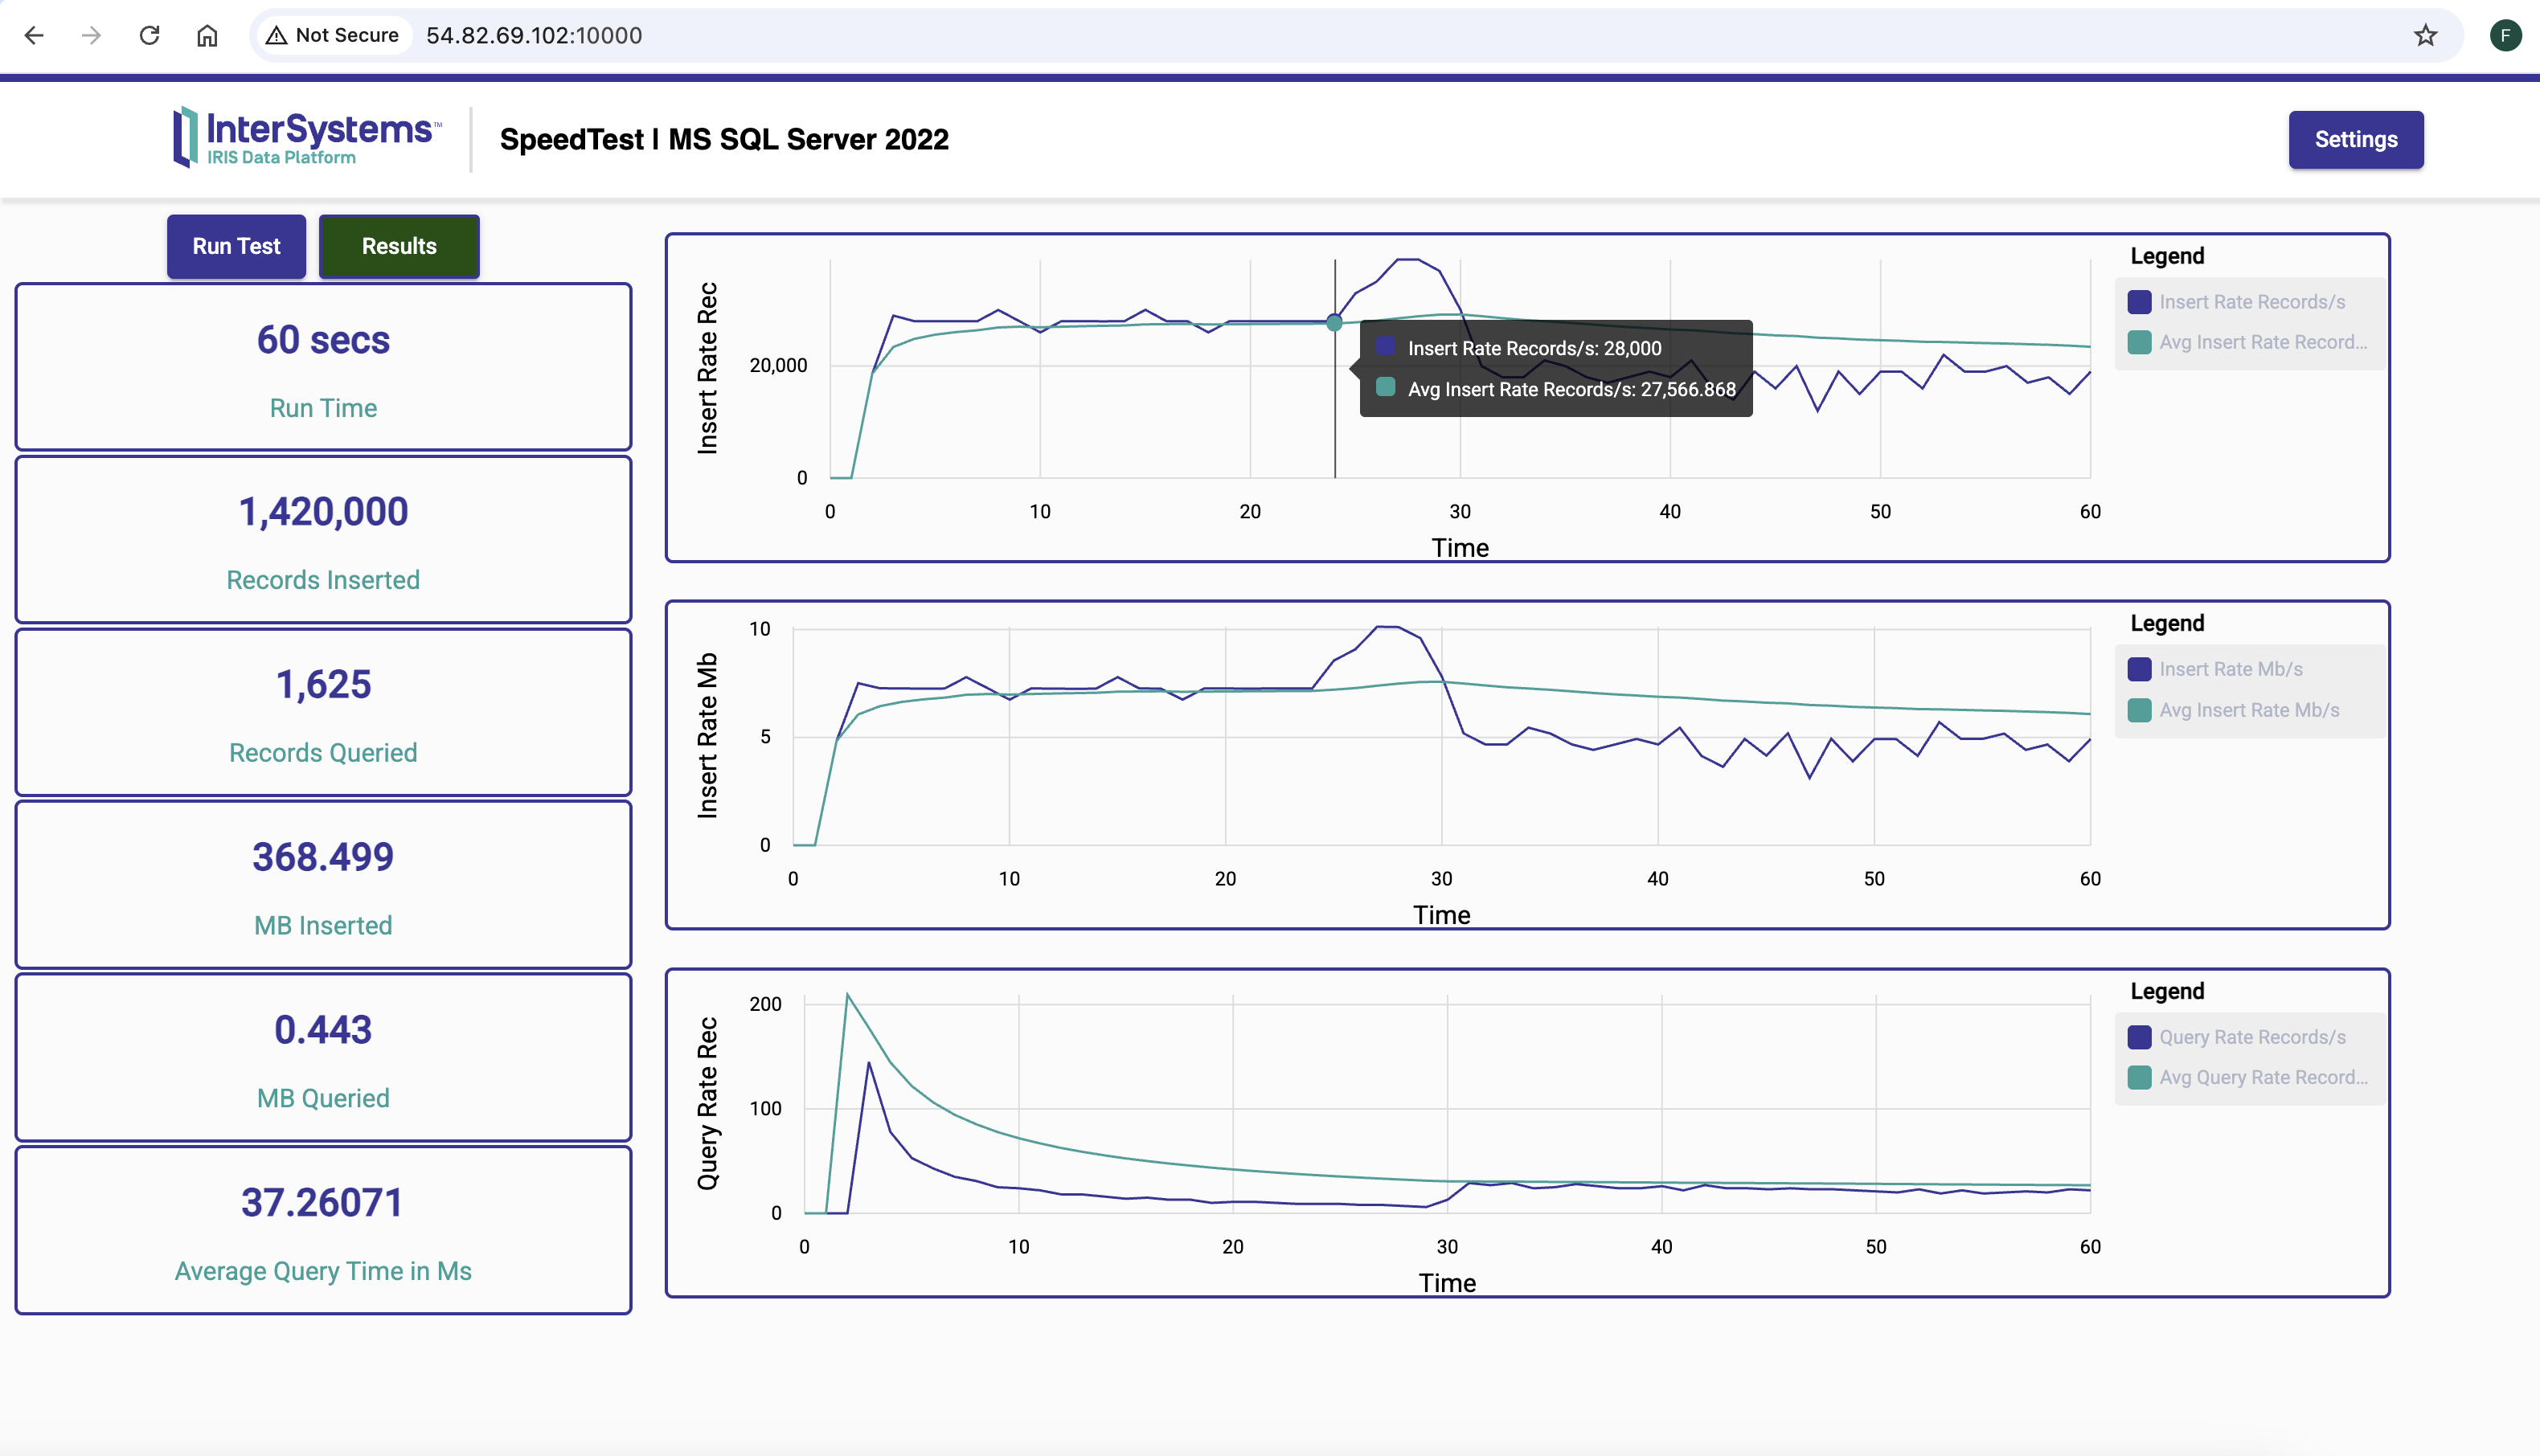 Not Secure
54.82.69.102:10000
F
InterSystems™
IRIS Data Platform
SpeedTest | MS SQL Server 2022
Settings
Run Test
Results
60 secs
Run Time
1,420,000
Records Inserted
1,625
Records Queried
368.499
MB Inserted
0.443
MB Queried
37.26071
Average Query Time in Ms
Insert Rate Rec
20,000
0
0 10 20 30 40 50 60
Time
Insert Rate Records/s: 28,000
Avg Insert Rate Records/s: 27,566.868
Legend
Insert Rate Records/s
Avg Insert Rate Record...
Insert Rate Mb
10
5
0
0 10 20 30 40 50 60
Time
Legend
Insert Rate Mb/s
Avg Insert Rate Mb/s
Query Rate Rec
200
100
0
0 10 20 30 40 50 60
Time
Legend
Query Rate Records/s
Avg Query Rate Record...